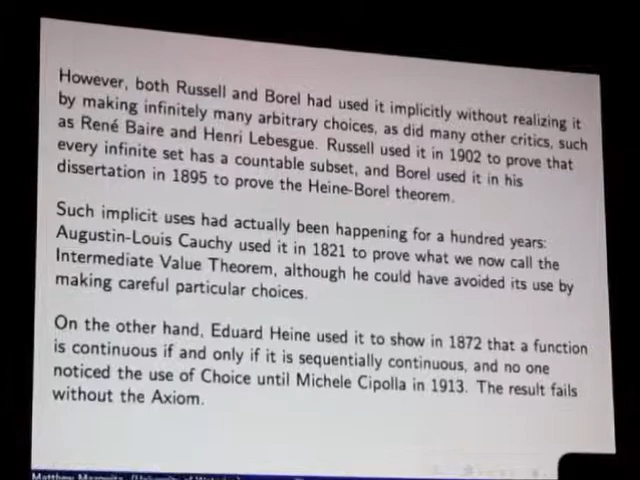 However, both Russell and Borel had used it implicitly without realizing it
by making infinitely many arbitrary choices, as did many other critics, such
as René Baire and Henri Lebesgue. Russell used it in 1902 to prove that
every infinite set has a countable subset, and Borel used it in his
dissertation in 1895 to prove the Heine-Borel theorem.
Such implicit uses had actually been happening for a hundred years:
Augustin-Louis Cauchy used it in 1821 to prove what we now call the
Intermediate Value Theorem, although he could have avoided its use by
making careful particular choices.
On the other hand, Eduard Heine used it to show in 1872 that a function
is continuous if and only if it is sequentially continuous, and no one
noticed the use of Choice until Michele Cipolla in 1913. The result fails
without the Axiom.
Matthew